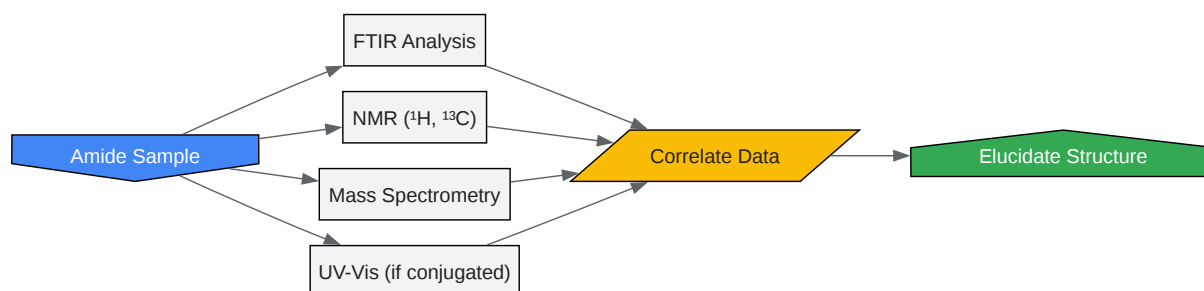 FTIR Analysis
NMR (¹H, ¹³C)
Amide Sample
Correlate Data
Elucidate Structure
Mass Spectrometry
UV-Vis (if conjugated)